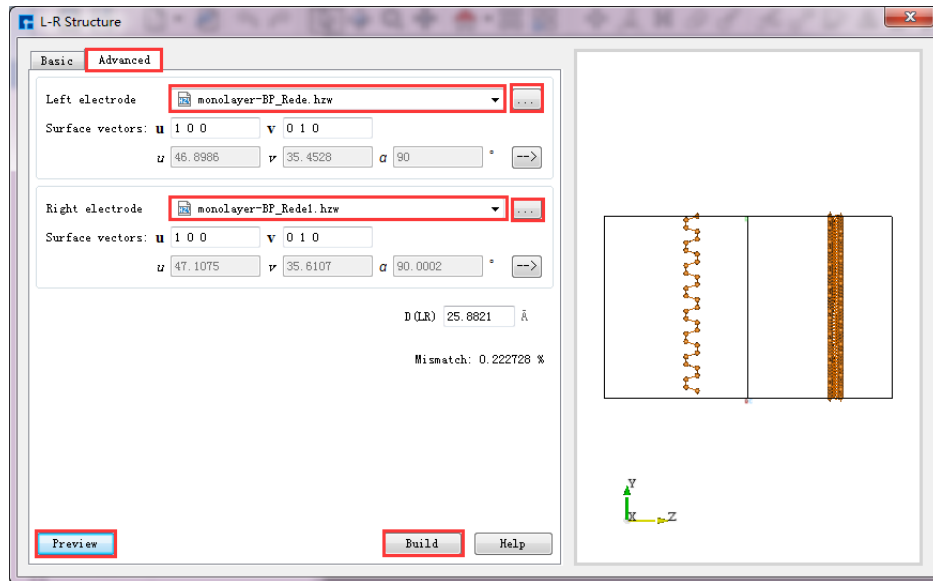 L-R Structure
x
Basic Advanced
Left electrode monolayer-BP_Rede.hzw ...
Surface vectors: u 1 0 0 v 0 1 0
u 46.8986 v 35.4528 α 90 ° -->
Right electrode monolayer-BP_Rede1.hzw ...
Surface vectors: u 1 0 0 v 0 1 0
u 47.1075 v 35.6107 α 90.0002 ° -->
D(LR) 25.8821 Å
Mismatch: 0.222728 %
Y
X Z
Preview Build Help